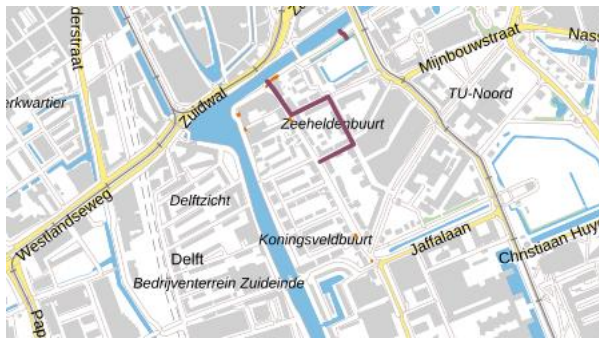 Zuidwal
Mijnbouwstraat
Nass
TU-Noord
derstraat
erkwartier
Zeeheldenbuurt
Delftzicht
Westlandseweg
Koningsveldbuurt
Jaffalaan
Christiaan Huy
Delft
Bedrijventerrein Zuideinde
Pap